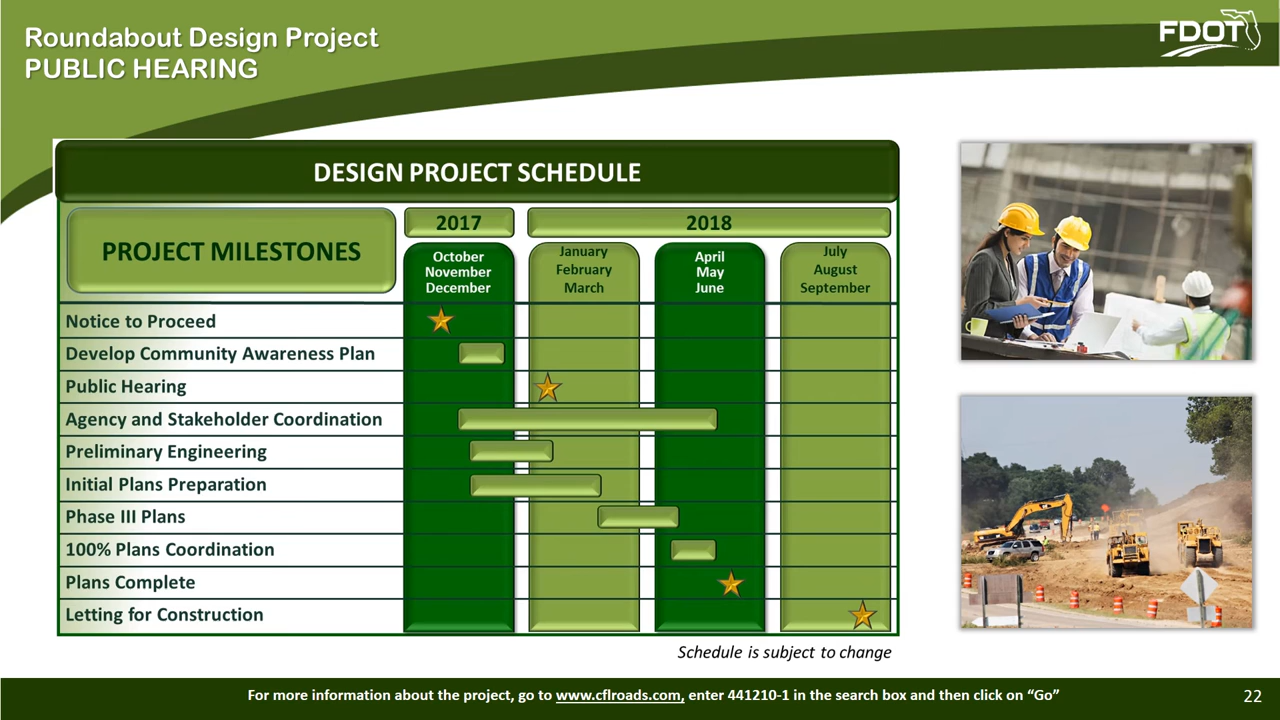 Roundabout Design Project
PUBLIC HEARING
FDOT
DESIGN PROJECT SCHEDULE
PROJECT MILESTONES
2017
2018
October
November
December
January
February
March
April
May
June
July
August
September
Notice to Proceed
Develop Community Awareness Plan
Public Hearing
Agency and Stakeholder Coordination
Preliminary Engineering
Initial Plans Preparation
Phase III Plans
100% Plans Coordination
Plans Complete
Letting for Construction
Schedule is subject to change
For more information about the project, go to www.cflroads.com, enter 441210-1 in the search box and then click on “Go”
22